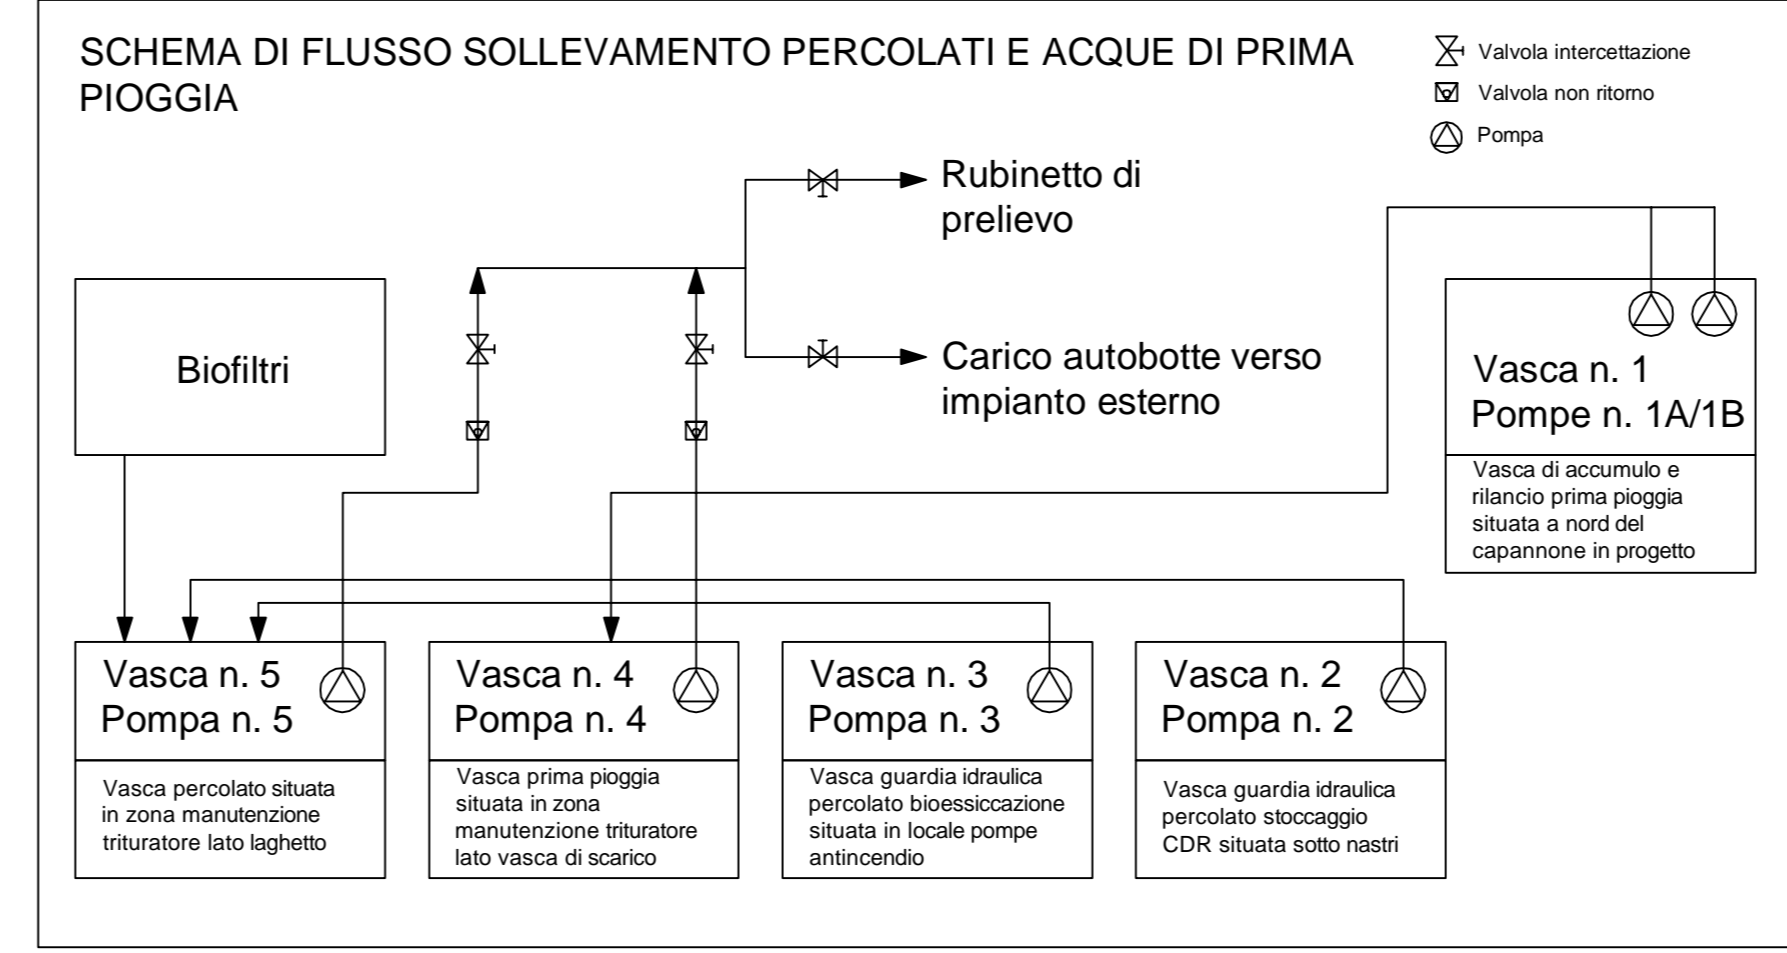 SCHEMA DI FLUSSO SOLLEVAMENTO PERCOLATI E ACQUE DI PRIMA
PIOGGIA
Valvola intercettazione
Valvola non ritorno
Pompa
Rubinetto di
prelievo
Biofiltri
Carico autobotte verso
impianto esterno
Vasca n. 1
Pompe n. 1A/1B
Vasca di accumulo e
rilancio prima pioggia
situata a nord del
capannone in progetto
Vasca n. 5
Pompa n. 5
Vasca percolato situata
in zona manutenzione
trituratore lato laghetto
Vasca n. 4
Pompa n. 4
Vasca prima pioggia
situata in zona
manutenzione trituratore
lato vasca di scarico
Vasca n. 3
Pompa n. 3
Vasca guardia idraulica
percolato bioessiccazione
situata in locale pompe
antincendio
Vasca n. 2
Pompa n. 2
Vasca guardia idraulica
percolato stoccaggio
CDR situata sotto nastri